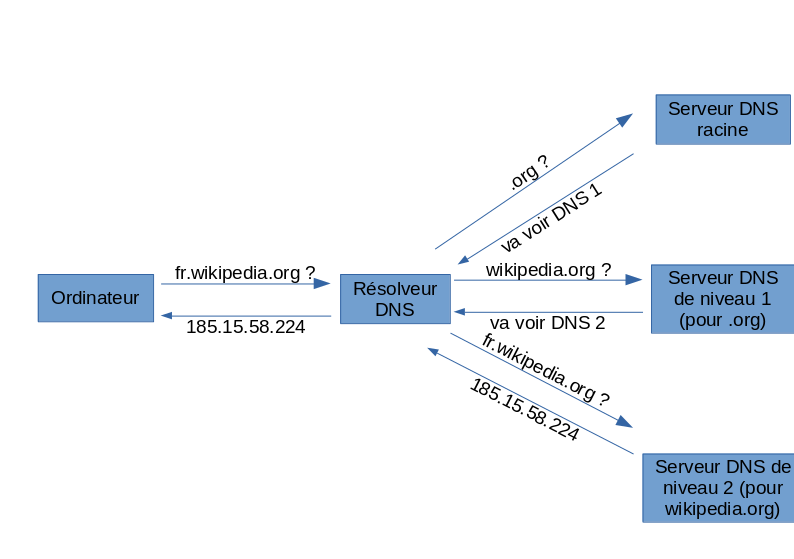 Serveur DNS
racine
.org ?
va voir DNS 1
fr.wikipedia.org ?
wikipedia.org ?
Serveur DNS
de niveau 1
(pour .org)
Ordinateur
Résolveur
DNS
185.15.58.224
va voir DNS 2
fr.wikipedia.org ?
185.15.58.224
Serveur DNS de
niveau 2 (pour
wikipedia.org)